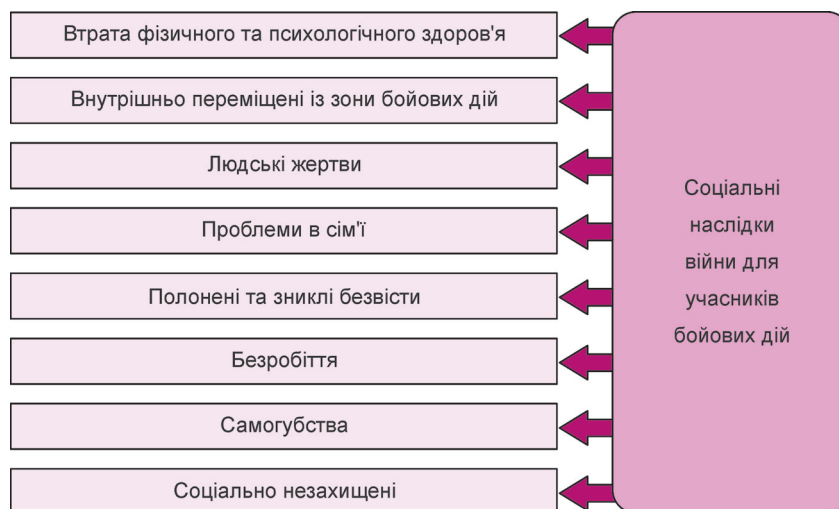 Втрата фізичного та психологічного здоров'я
Внутрішньо переміщені із зони бойових дій
Людські жертви
Проблеми в сім'ї
Полонені та зниклі безвісти
Безробіття
Самогубства
Соціально незахищені
Соціальні
наслідки
війни для
учасників
бойових дій